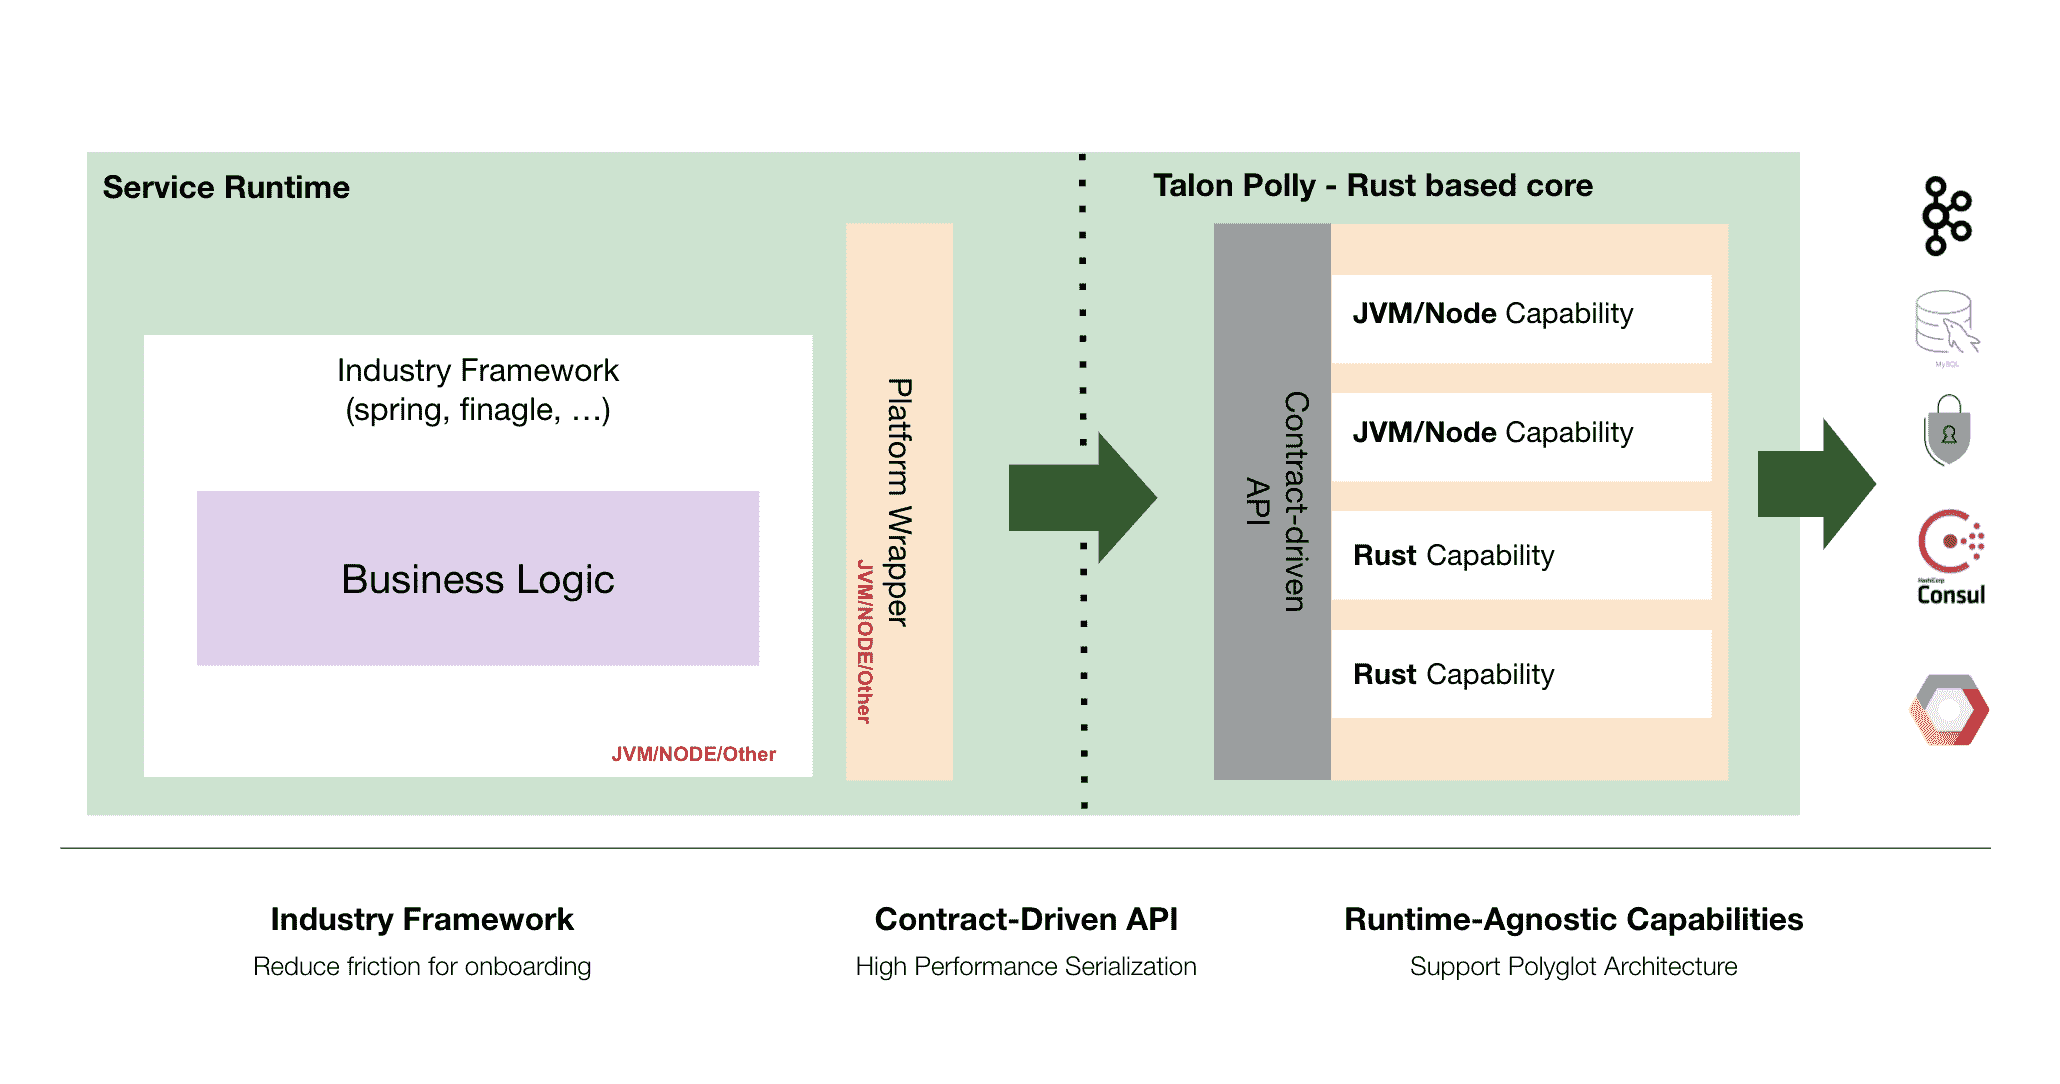 Service Runtime
Industry Framework
(spring, finagle, …)
Business Logic
JVM/NODE/Other
Platform Wrapper
JVM/NODE/Other
Talon Polly - Rust based core
Contract-driven
API
JVM/Node Capability
JVM/Node Capability
Rust Capability
Rust Capability
MySQL
HashiCorp
Consul
Industry Framework
Reduce friction for onboarding
Contract-Driven API
High Performance Serialization
Runtime-Agnostic Capabilities
Support Polyglot Architecture